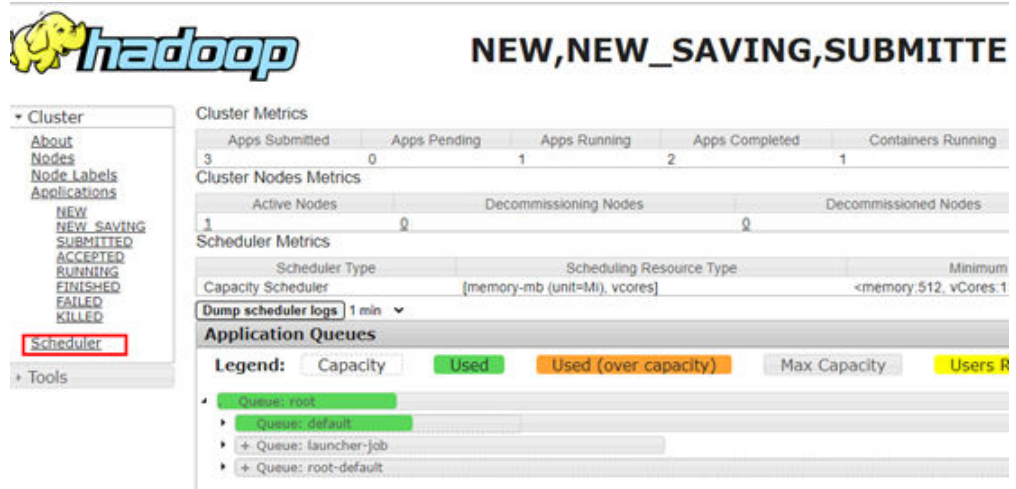 hadoop
NEW,NEW_SAVING,SUBMITTE
Cluster
About
Nodes
Node Labels
Applications
NEW
NEW_SAVING
SUBMITTED
ACCEPTED
RUNNING
FINISHED
FAILED
KILLED
Scheduler
Tools
Cluster Metrics
Apps Submitted Apps Pending Apps Running Apps Completed Containers Running
3 0 1 2 1
Cluster Nodes Metrics
Active Nodes Decommissioning Nodes Decommissioned Nodes
1 0 0
Scheduler Metrics
Scheduler Type Scheduling Resource Type Minimum
Capacity Scheduler [memory-mb (unit=Mi), vcores] <memory:512, vCores:1
Dump scheduler logs 1 min
Application Queues
Legend: Capacity Used Used (over capacity) Max Capacity Users R
Queue: root
Queue: default
+ Queue: launcher-job
+ Queue: root-default